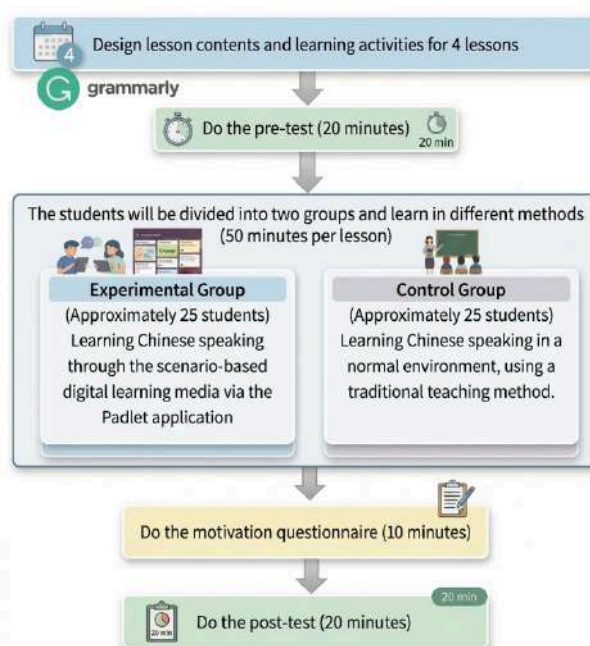 4
Design lesson contents and learning activities for 4 lessons
grammarly
Do the pre-test (20 minutes)
20 min
The students will be divided into two groups and learn in different methods
(50 minutes per lesson)
Experimental Group
(Approximately 25 students)
Learning Chinese speaking
through the scenario-based
digital learning media via the
Padlet application
Control Group
(Approximately 25 students)
Learning Chinese speaking in a
normal environment, using a
traditional teaching method.
Do the motivation questionnaire (10 minutes)
20 min
20 min
Do the post-test (20 minutes)